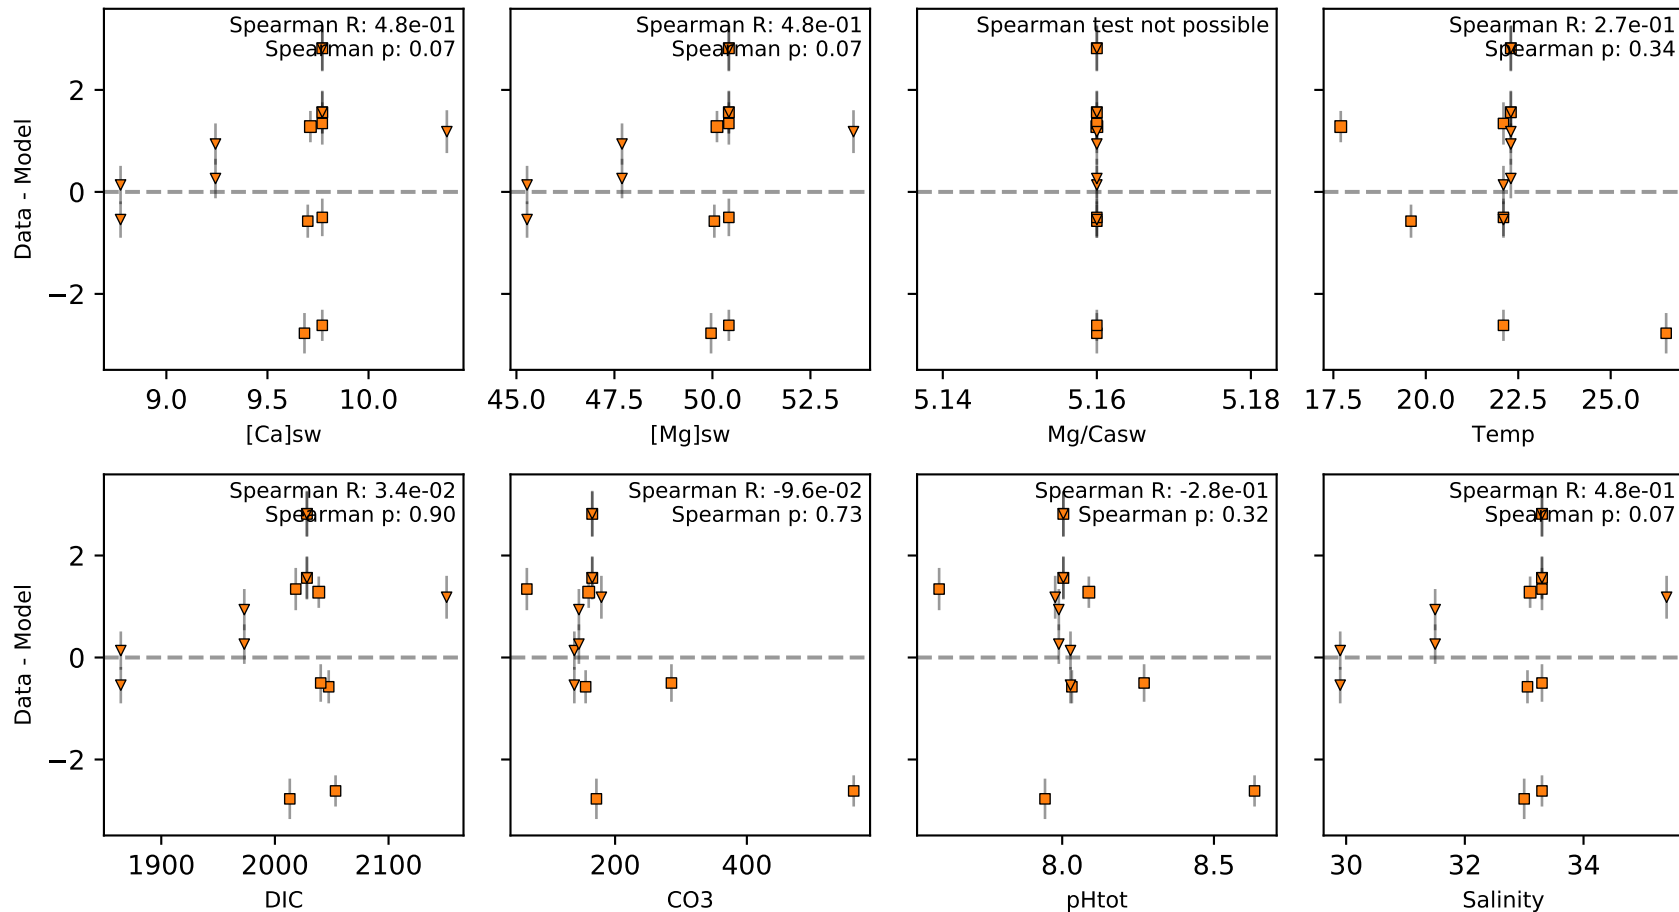 Spearman R: 4.8e-01
Spearman p: 0.07
Spearman R: 4.8e-01
Spearman p: 0.07
Spearman test not possible
Spearman R: 2.7e-01
Spearman p: 0.34
Data - Model
2
0
−2
9.0 9.5 10.0
45.0 47.5 50.0 52.5
5.14 5.16 5.18
17.5 20.0 22.5 25.0
[Ca]sw
[Mg]sw
Mg/Casw
Temp
Spearman R: 3.4e-02
Spearman p: 0.90
Spearman R: -9.6e-02
Spearman p: 0.73
Spearman R: -2.8e-01
Spearman p: 0.32
Spearman R: 4.8e-01
Spearman p: 0.07
Data - Model
2
0
−2
1900 2000 2100
200 400
8.0 8.5
30 32 34
DIC
CO3
pHtot
Salinity